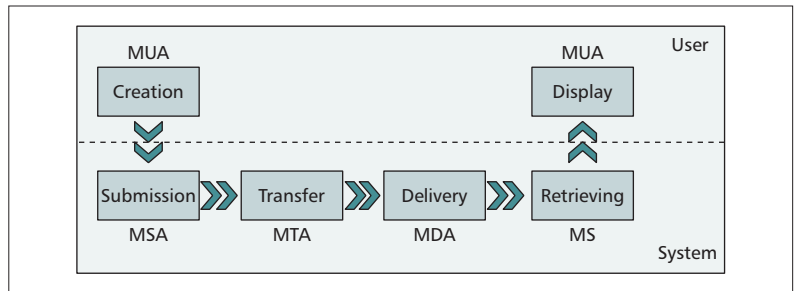 User
MUA
MUA
Creation
Display
Submission
Transfer
Delivery
Retrieving
MSA
MTA
MDA
MS
System